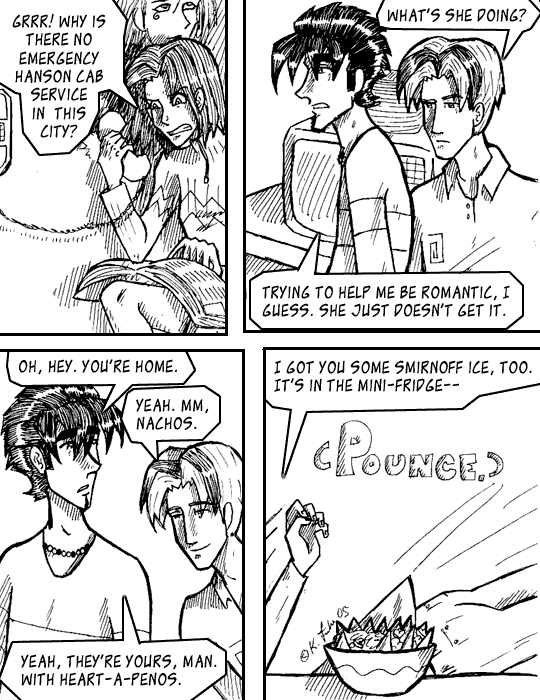 GRRR! WHY IS
THERE NO
EMERGENCY
HANSON CAB
SERVICE
IN THIS
CITY?
WHAT'S SHE DOING?
TRYING TO HELP ME BE ROMANTIC, I
GUESS. SHE JUST DOESN'T GET IT.
OH, HEY. YOU'RE HOME.
YEAH. MM,
NACHOS.
YEAH, THEY'RE YOURS, MAN.
WITH HEART-A-PENOS.
I GOT YOU SOME SMIRNOFF ICE, TOO.
IT'S IN THE MINI-FRIDGE--
(POUNCE.)